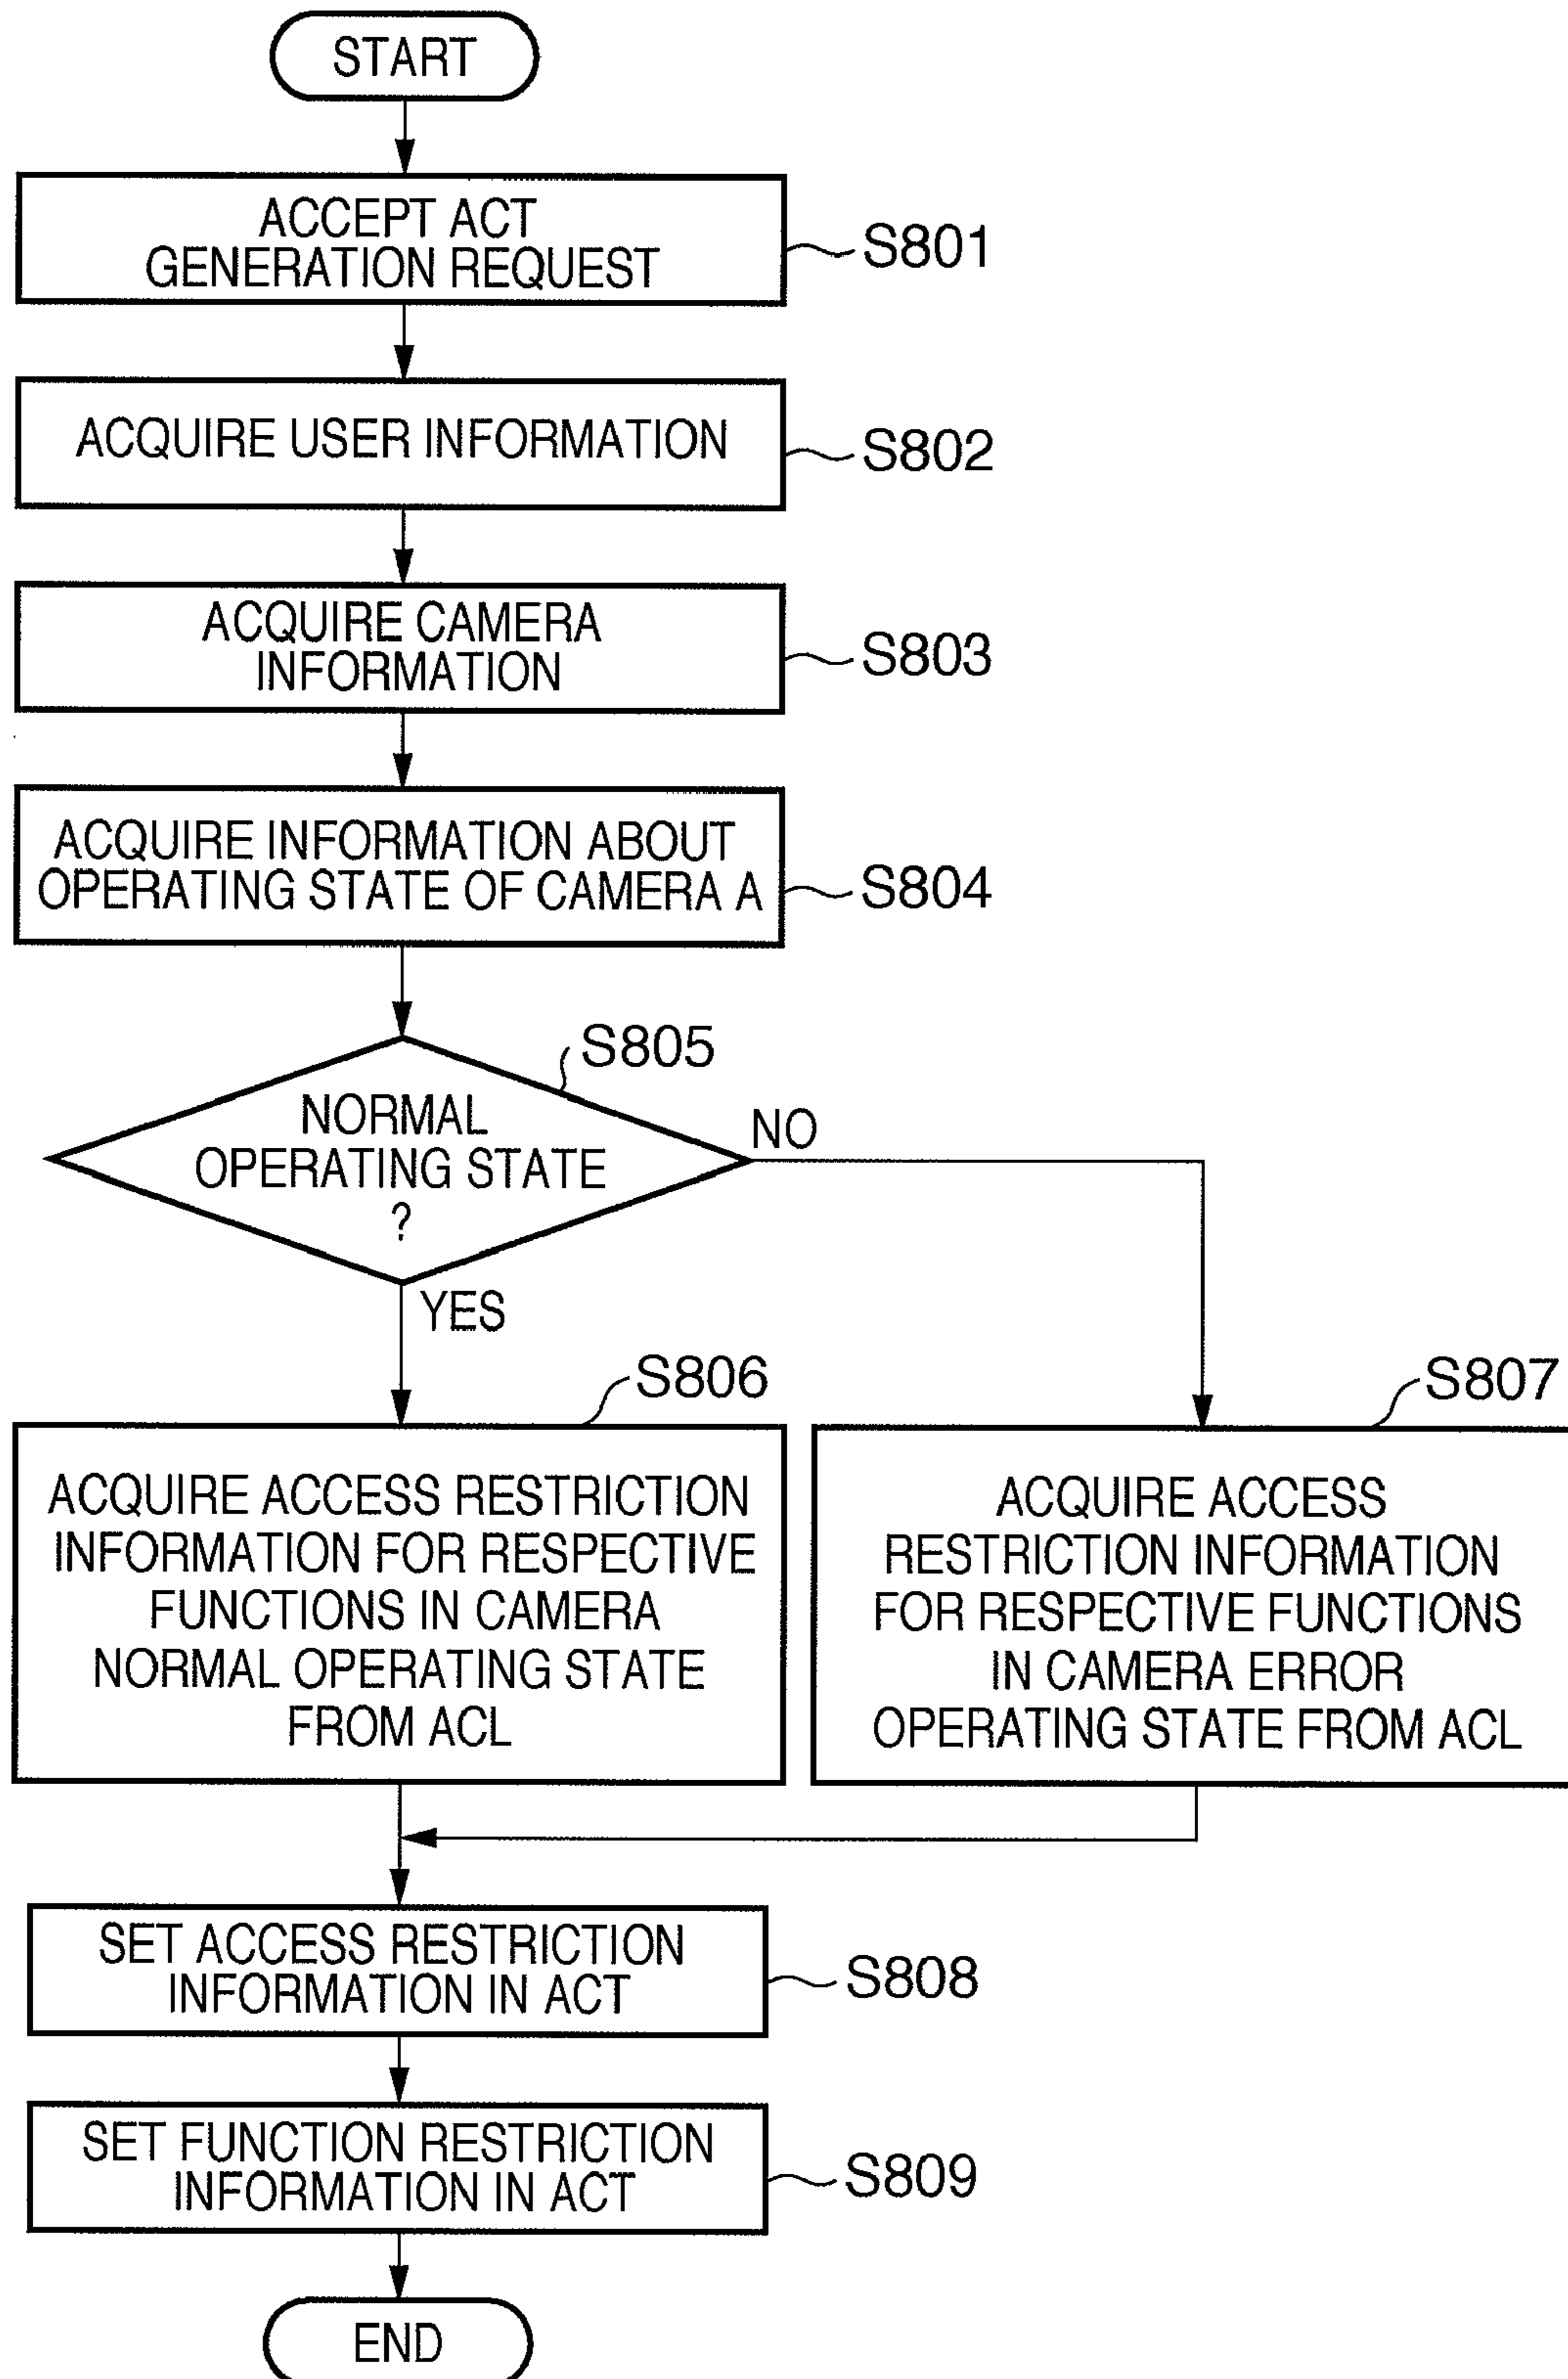 START
ACCEPT ACT
GENERATION REQUEST
S801
ACQUIRE USER INFORMATION
S802
ACQUIRE CAMERA
INFORMATION
S803
ACQUIRE INFORMATION ABOUT
OPERATING STATE OF CAMERA A
S804
S805
NORMAL
OPERATING STATE
?
NO
YES
S806
ACQUIRE ACCESS RESTRICTION
INFORMATION FOR RESPECTIVE
FUNCTIONS IN CAMERA
NORMAL OPERATING STATE
FROM ACL
S807
ACQUIRE ACCESS
RESTRICTION INFORMATION
FOR RESPECTIVE FUNCTIONS
IN CAMERA ERROR
OPERATING STATE FROM ACL
SET ACCESS RESTRICTION
INFORMATION IN ACT
S808
SET FUNCTION RESTRICTION
INFORMATION IN ACT
S809
END